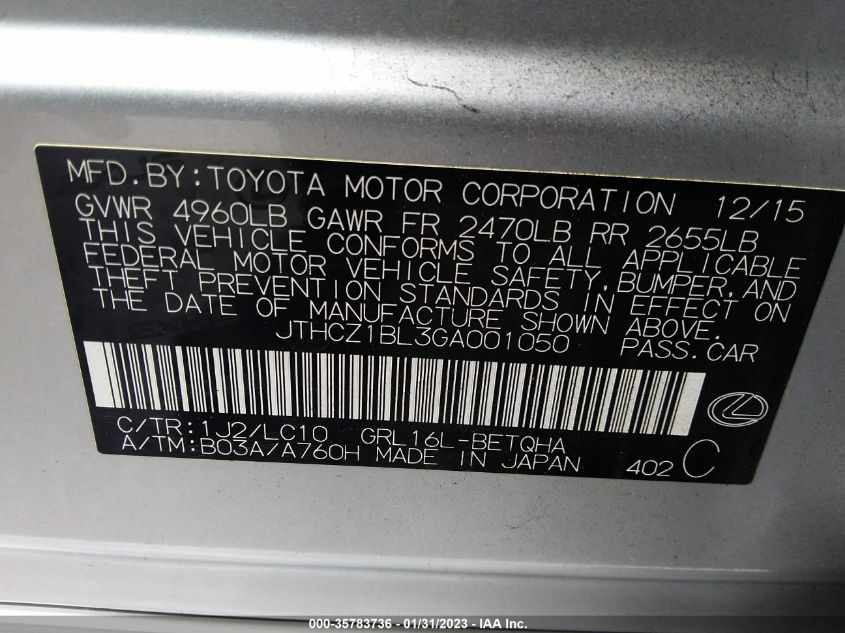 MFD.BY:TOYOTA MOTOR CORPORATION 12/15
GVWR 4960LB GAWR FR 2470LB RR 2655LB
THIS VEHICLE CONFORMS TO ALL APPLICABLE
FEDERAL MOTOR VEHICLE SAFETY,BUMPER,AND
THEFT PREVENTION STANDARDS IN EFFECT ON
THE DATE OF MANUFACTURE SHOWN ABOVE.
JTHCZ1BL3GA001050 PASS.CAR
C/TR:1J2/LC10 GRL16L-BETQHA
A/TM:B03A/A760H MADE IN JAPAN 402 C
000-35783736 - 01/31/2023 - IAA Inc.